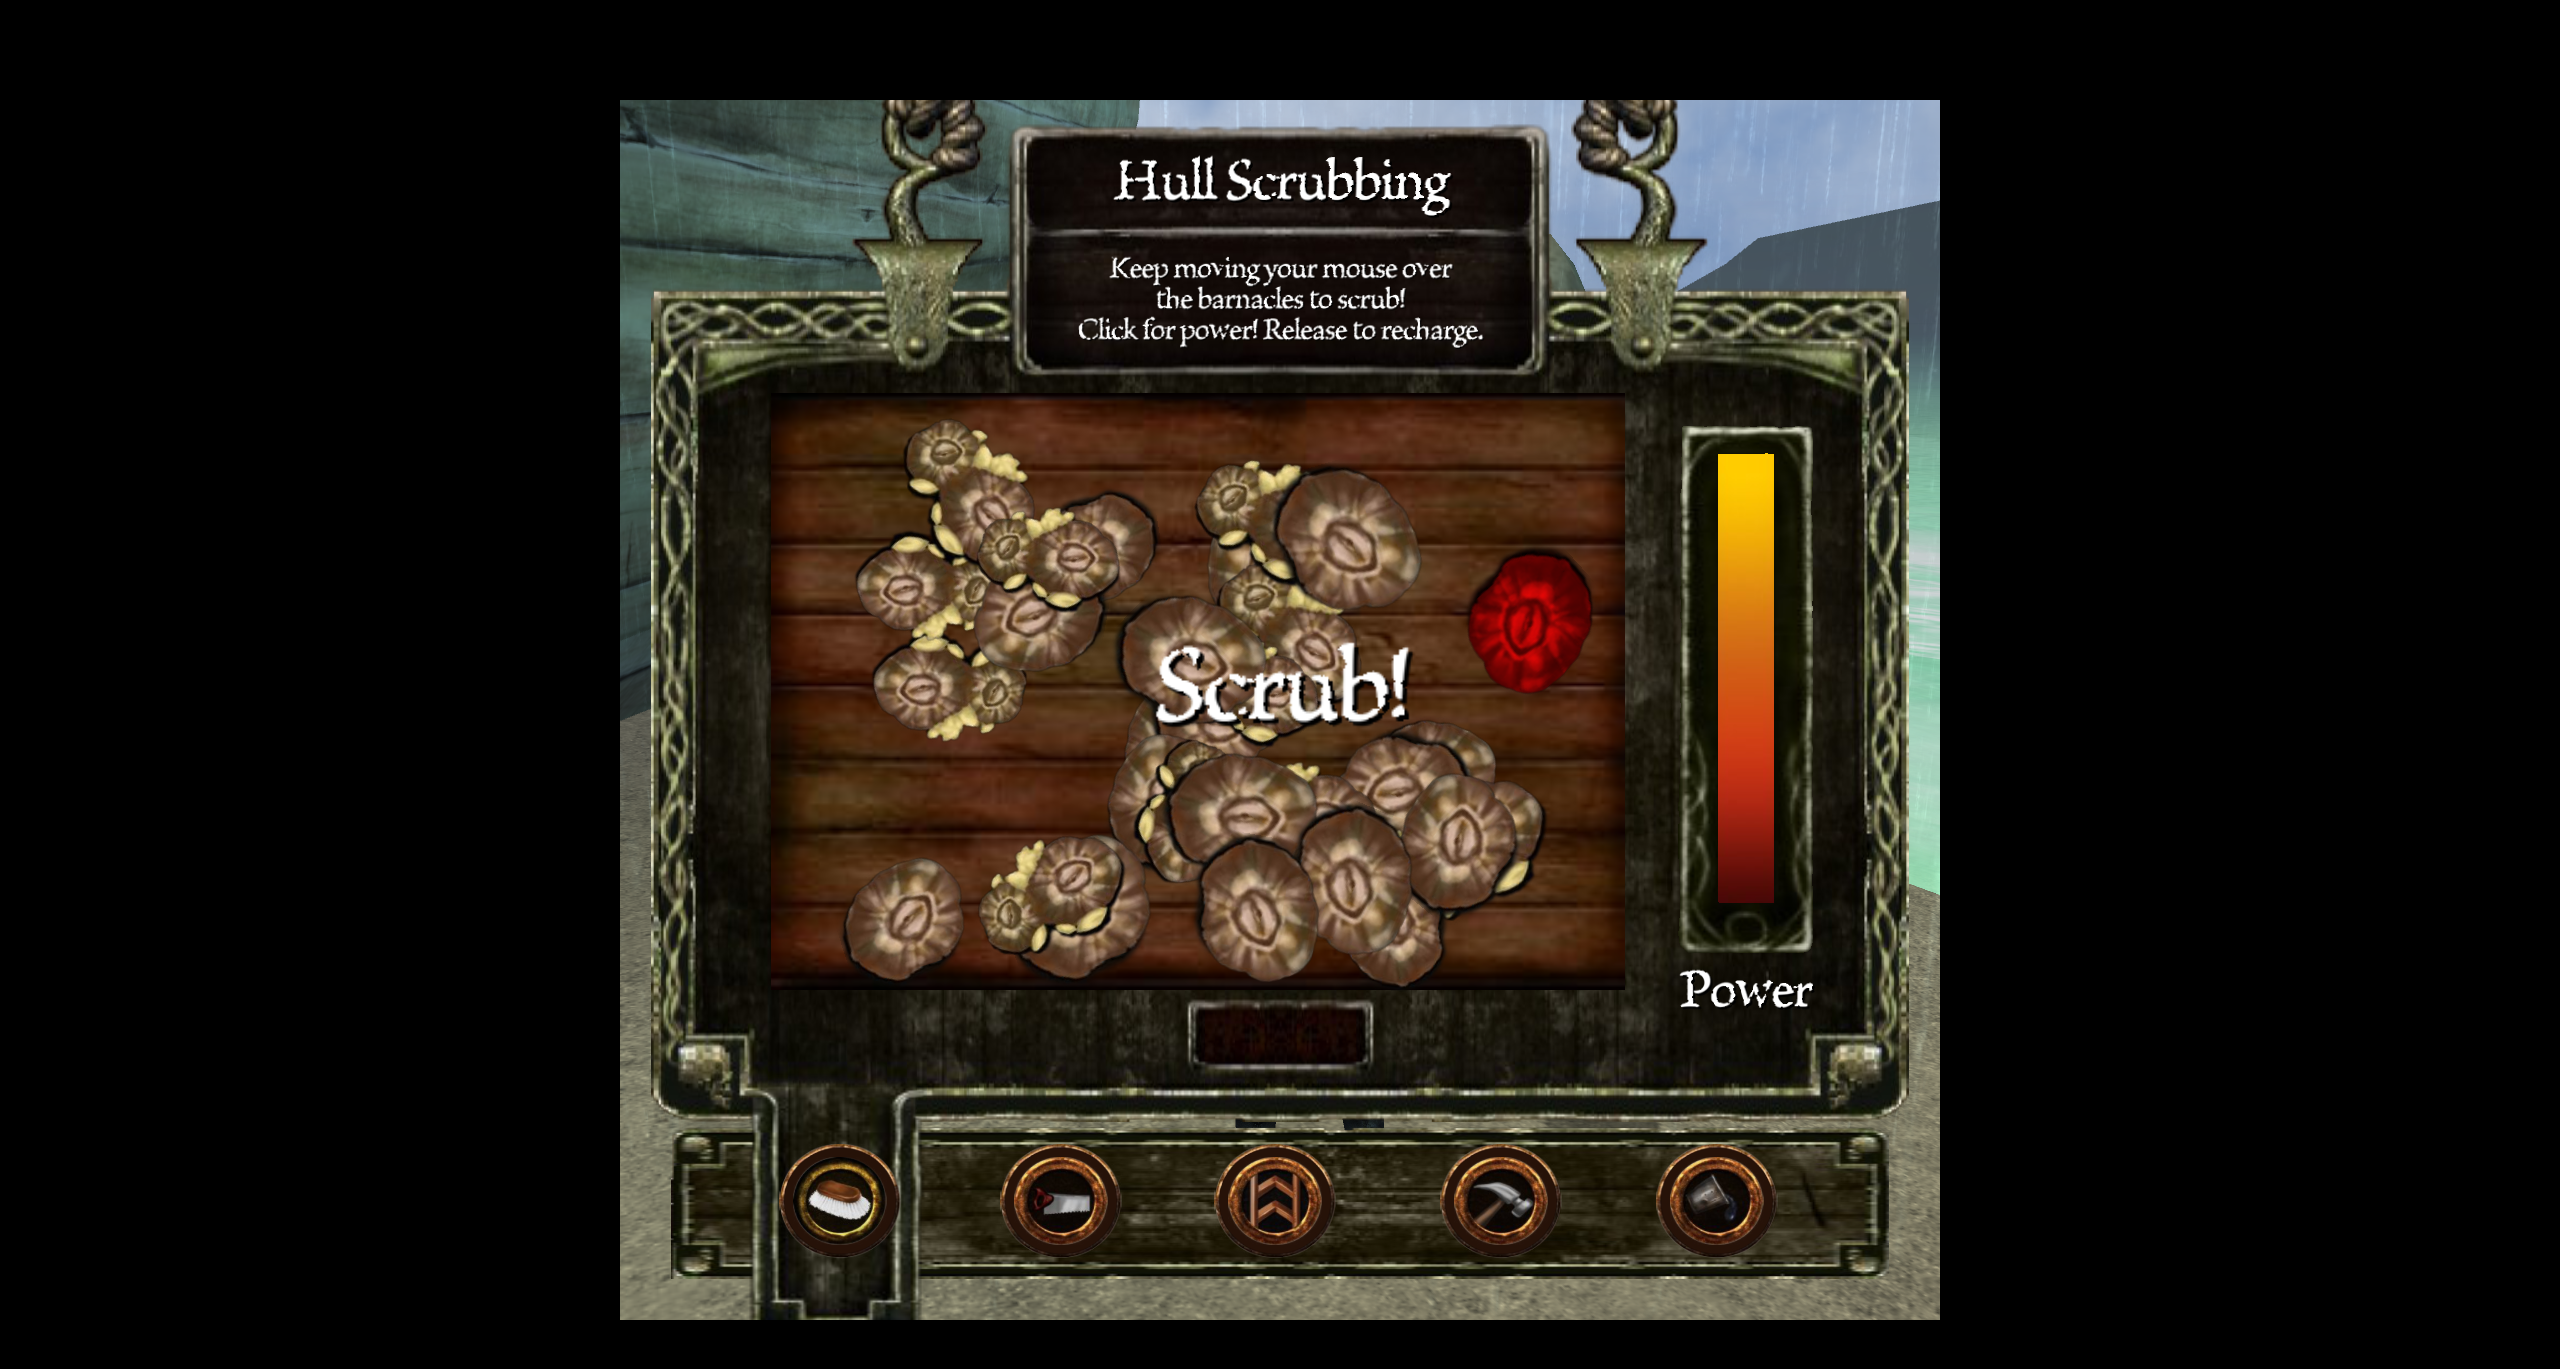 Hull Scrubbing
Keep moving your mouse over
the barnacles to scrub!
Click for power! Release to recharge.
Scrub!
Power